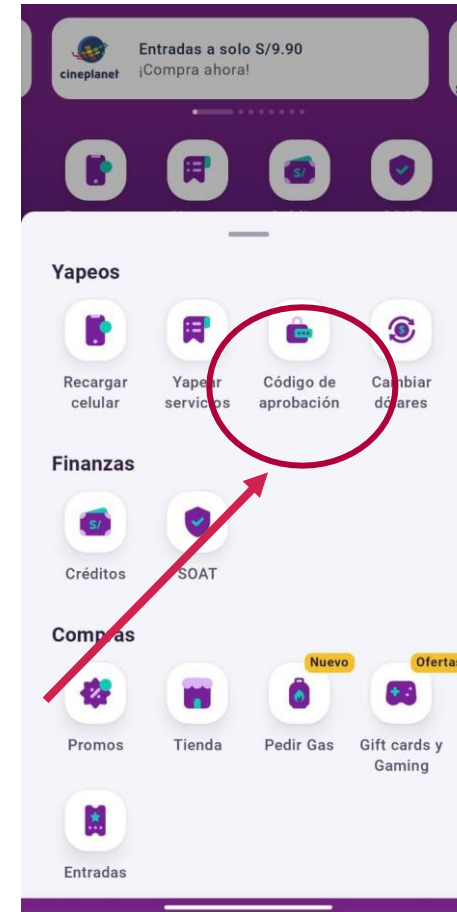 cineplanet
Entradas a solo S/9.90
¡Compra ahora!
S/
Yapeos
Recargar celular
Yapear servicios
Código de aprobación
Cambiar dólares
Finanzas
S/
Créditos
SOAT
Compras
Nuevo
Ofertas
Promos
Tienda
Pedir Gas
Gift cards y Gaming
Entradas